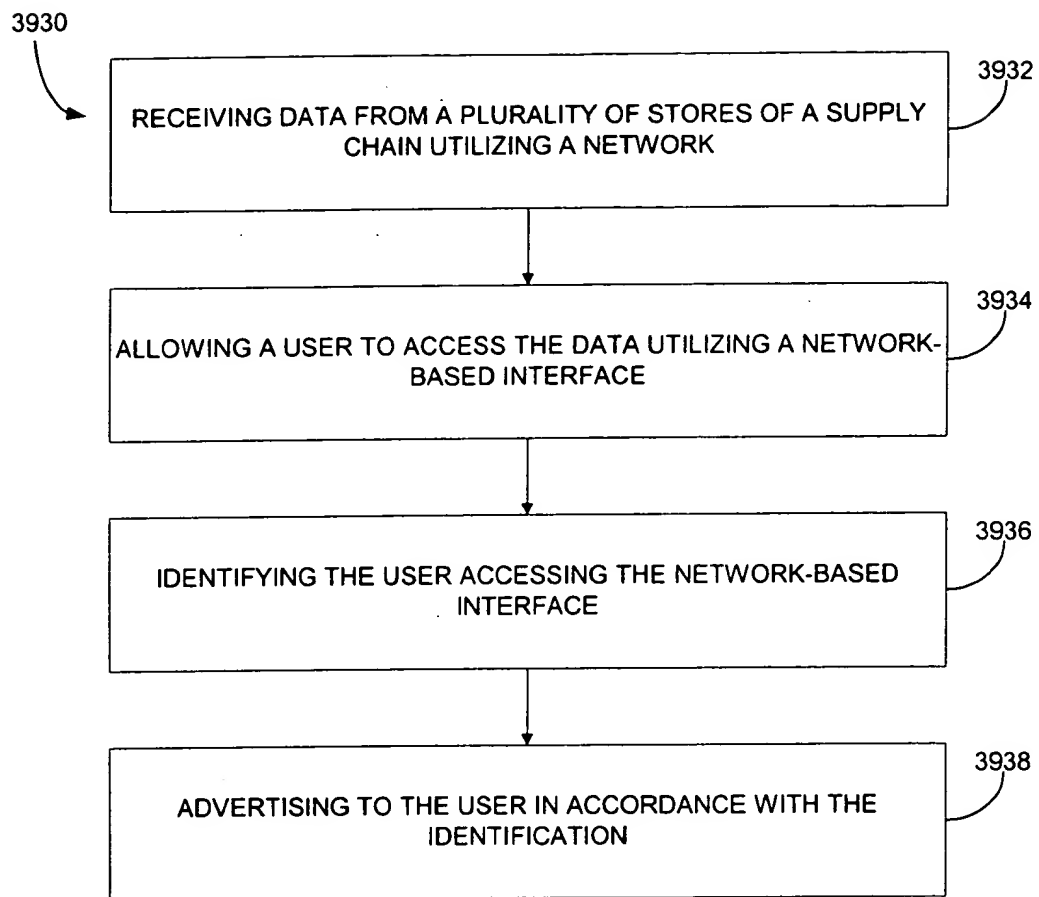 3930
3932
RECEIVING DATA FROM A PLURALITY OF STORES OF A SUPPLY
CHAIN UTILIZING A NETWORK
3934
ALLOWING A USER TO ACCESS THE DATA UTILIZING A NETWORK-
BASED INTERFACE
3936
IDENTIFYING THE USER ACCESSING THE NETWORK-BASED
INTERFACE
3938
ADVERTISING TO THE USER IN ACCORDANCE WITH THE
IDENTIFICATION